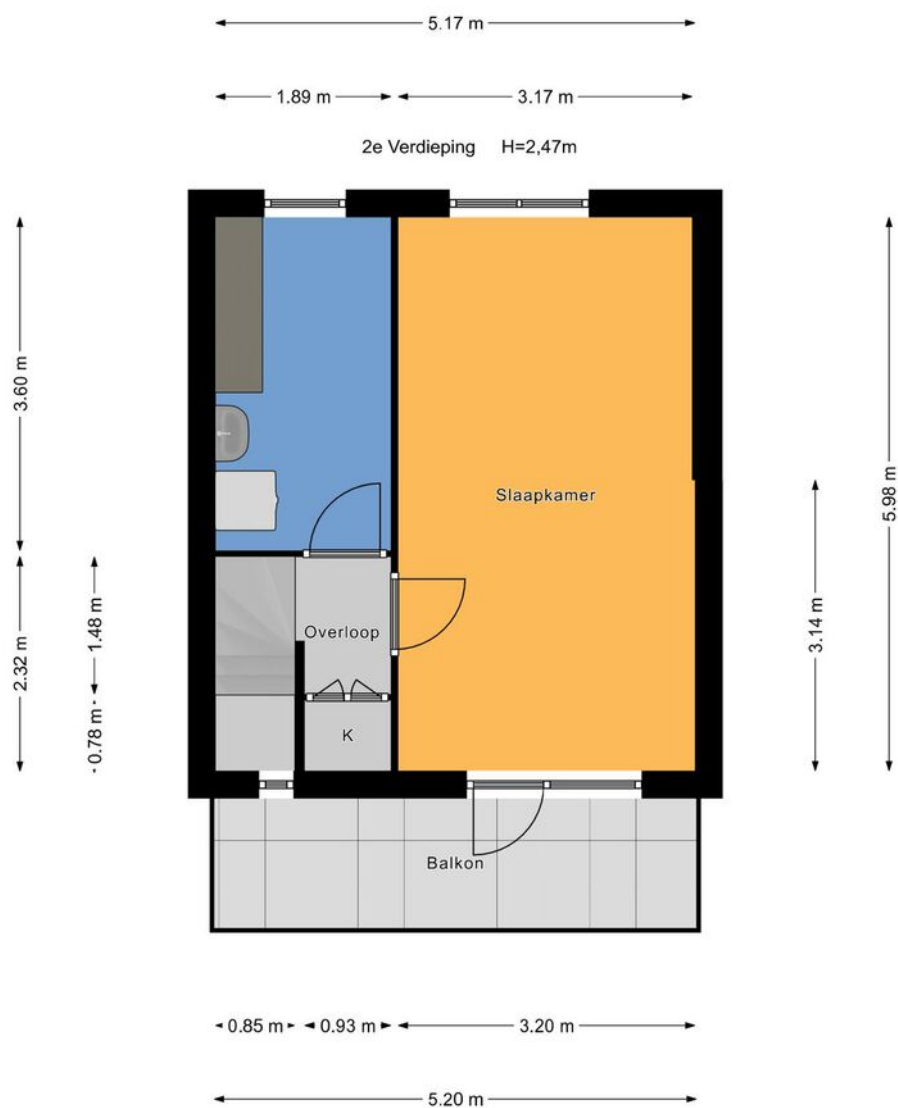 5.17 m
1.89 m 3.17 m
2e Verdieping H=2,47m
3.60 m
5.98 m
Slaapkamer
2.32 m
1.48 m
Overloop
3.14 m
0.78 m
K
Balkon
0.85 m 0.93 m 3.20 m
5.20 m